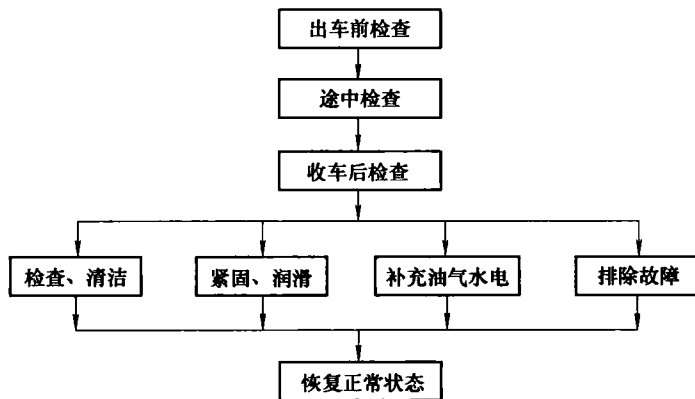 出车前检查
途中检查
收车后检查
检查、清洁
紧固、润滑
补充油气水电
排除故障
恢复正常状态